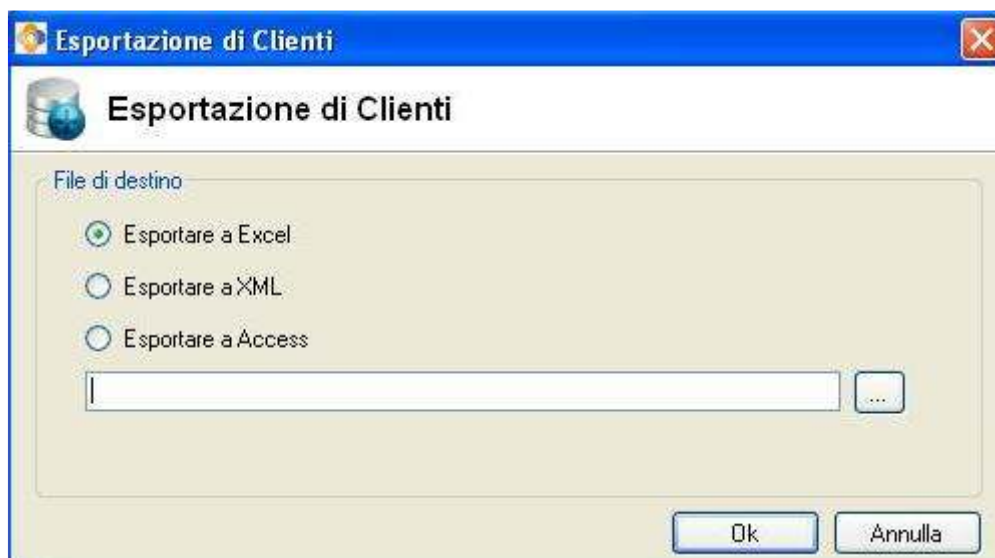 Esportazione di Clienti
Esportazione di Clienti
File di destino
Esportare a Excel
Esportare a XML
Esportare a Access
...
Ok Annulla